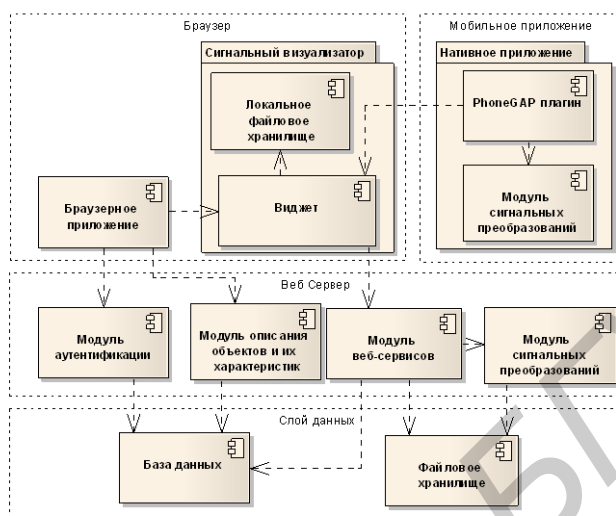 Браузер
Мобильное приложение
Сигнальный визуализатор
Нативное приложение
Локальное
файловое
хранилище
PhoneGAP плагин
Браузерное
приложение
Виджет
Модуль
сигнальных
преобразований
Веб Сервер
Модуль
аутентификации
Модуль описания
объектов и их
характеристик
Модуль
веб-сервисов
Модуль
сигнальных
преобразований
Слой данных
База данных
Файловое
хранилище